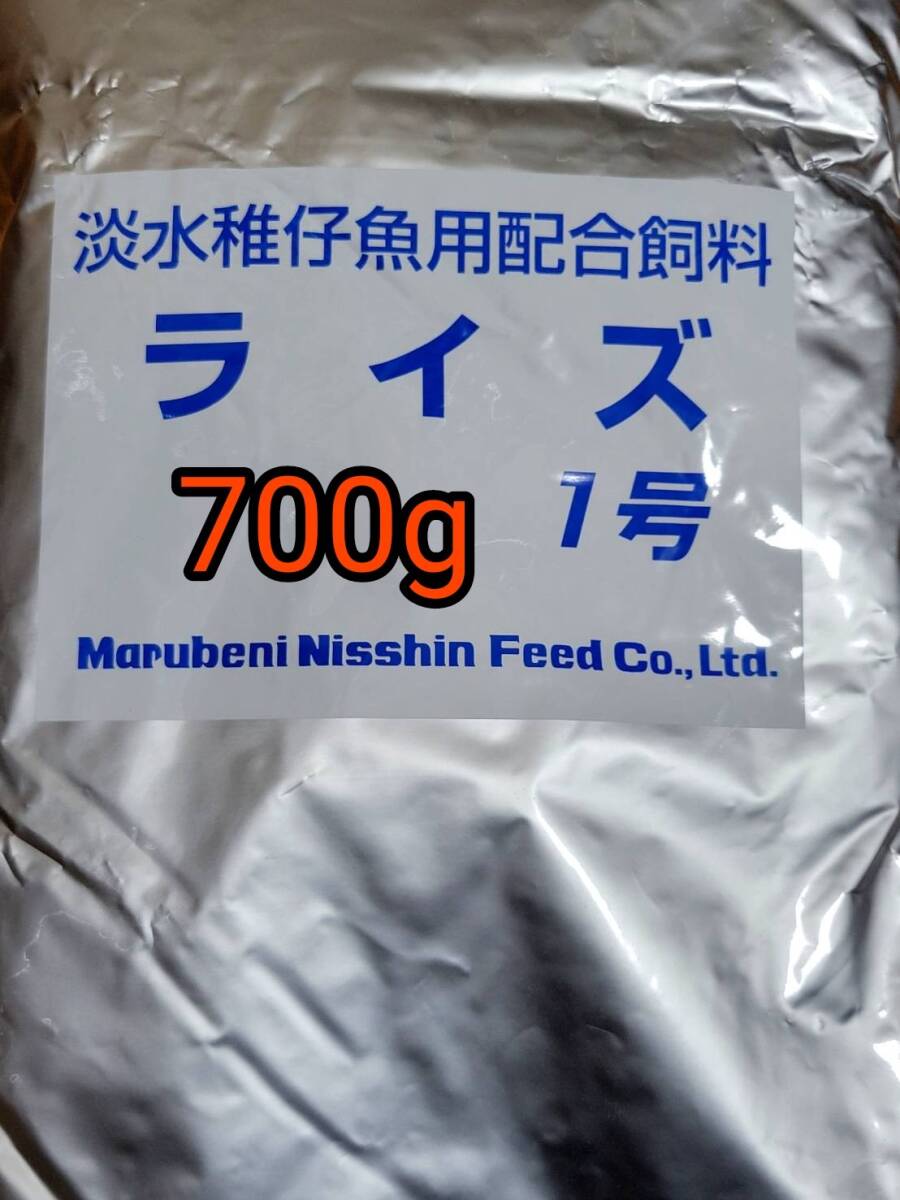 淡水稚仔魚用配合飼料
ライズ
700g 1号
Marubeni Nisshin Feed Co., Ltd.